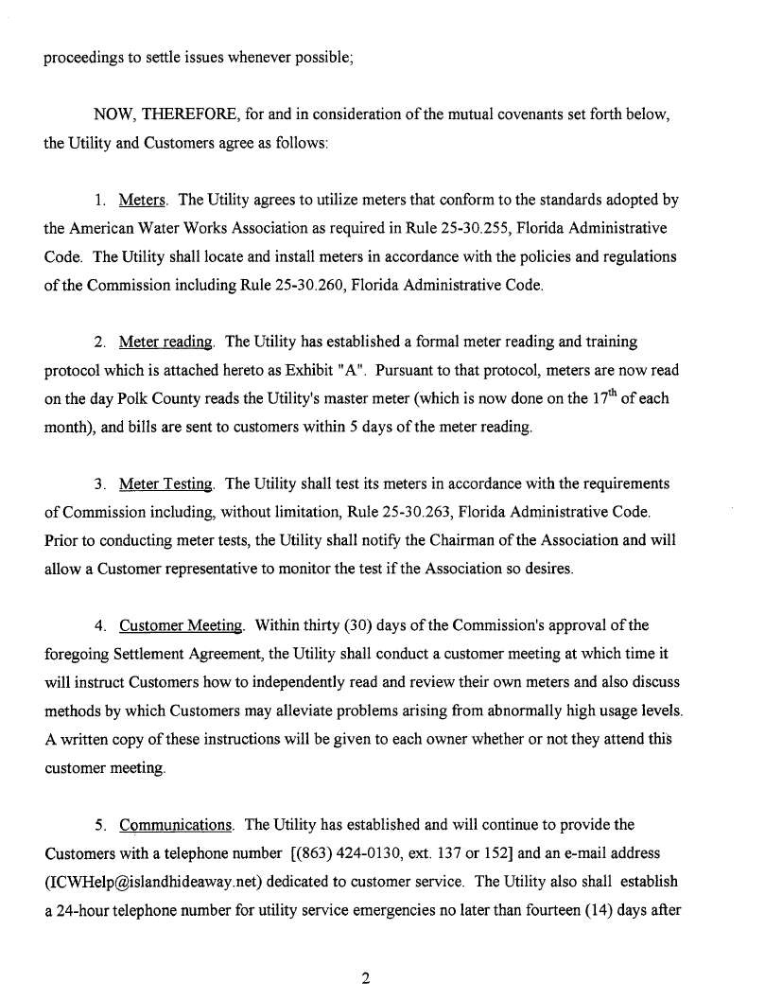 proceedings to settle issues whenever possible;
NOW, THEREFORE, for and in consideration of the mutual covenants set forth below,
the Utility and Customers agree as follows:
1. Meters. The Utility agrees to utilize meters that conform to the standards adopted by
the American Water Works Association as required in Rule 25-30.255, Florida Administrative
Code. The Utility shall locate and install meters in accordance with the policies and regulations
of the Commission including Rule 25-30.260, Florida Administrative Code.
2. Meter reading. The Utility has established a formal meter reading and training
protocol which is attached hereto as Exhibit "A". Pursuant to that protocol, meters are now read
on the day Polk County reads the Utility's master meter (which is now done on the 17th of each
month), and bills are sent to customers within 5 days of the meter reading.
3. Meter Testing. The Utility shall test its meters in accordance with the requirements
of Commission including, without limitation, Rule 25-30.263, Florida Administrative Code.
Prior to conducting meter tests, the Utility shall notify the Chairman of the Association and will
allow a Customer representative to monitor the test if the Association so desires.
4. Customer Meeting. Within thirty (30) days of the Commission's approval of the
foregoing Settlement Agreement, the Utility shall conduct a customer meeting at which time it
will instruct Customers how to independently read and review their own meters and also discuss
methods by which Customers may alleviate problems arising from abnormally high usage levels.
A written copy of these instructions will be given to each owner whether or not they attend this
customer meeting.
5. Communications. The Utility has established and will continue to provide the
Customers with a telephone number [(863) 424-0130, ext. 137 or 152] and an e-mail address
(ICWHelp@islandhideaway.net) dedicated to customer service. The Utility also shall establish
a 24-hour telephone number for utility service emergencies no later than fourteen (14) days after
2